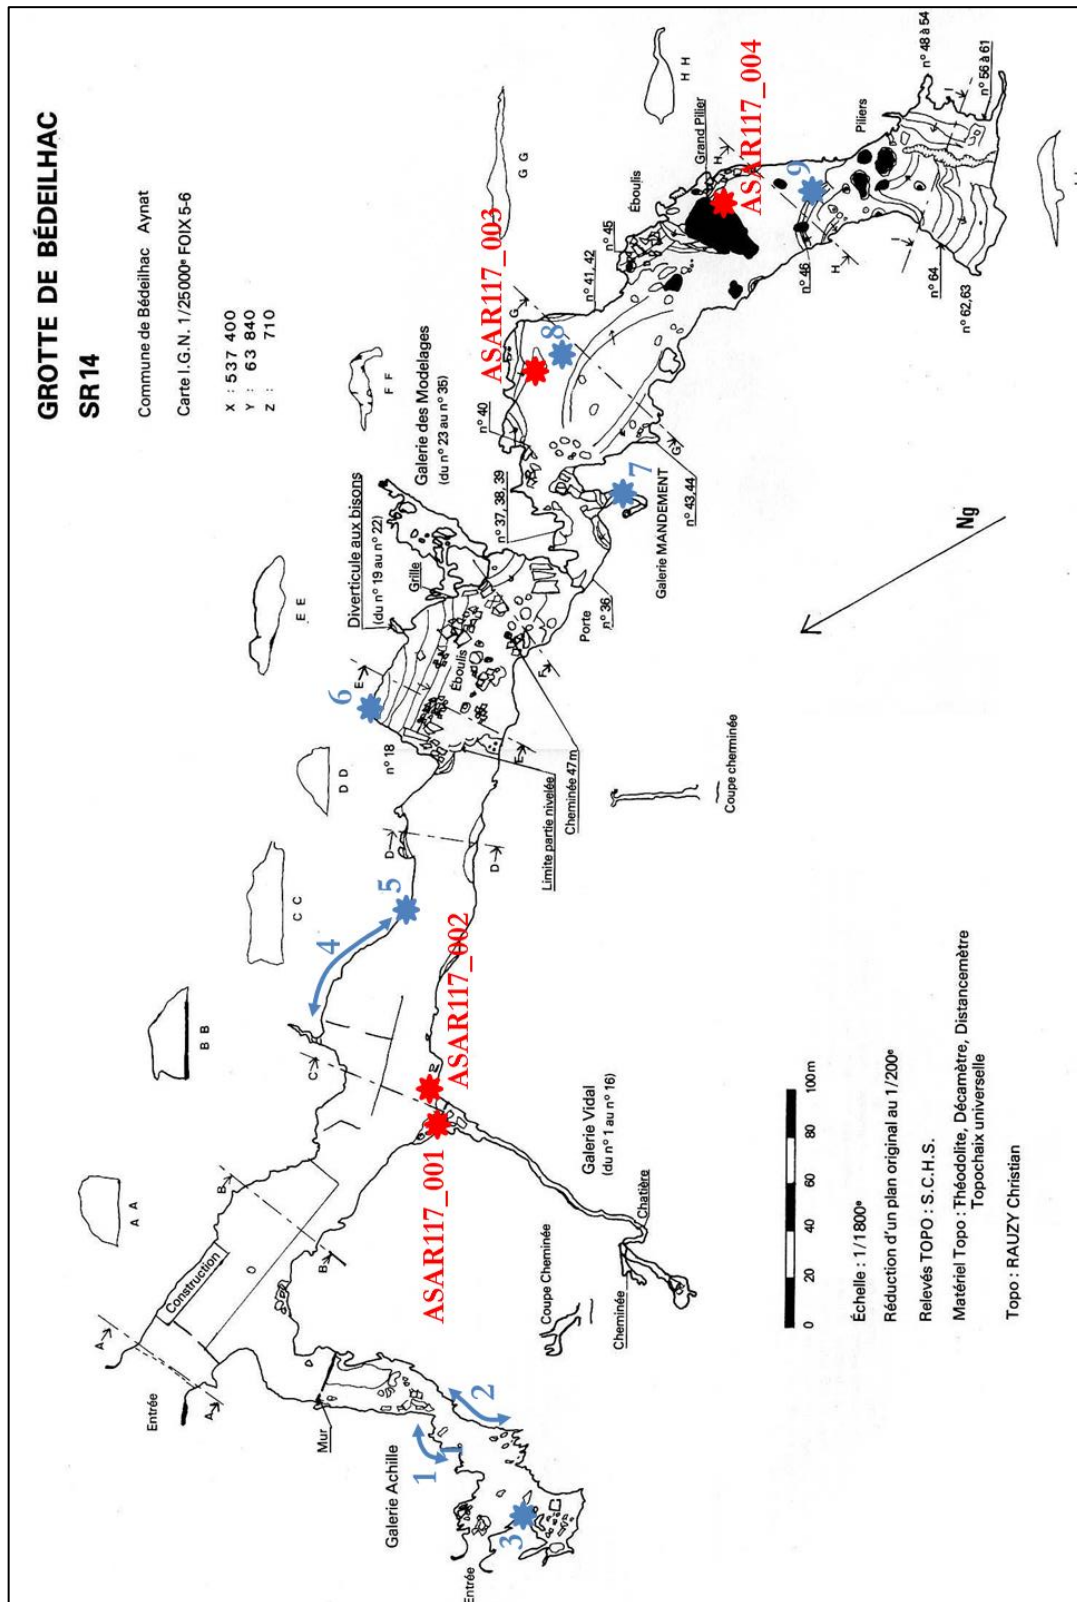 GROTTE DE BÉDEILHAC
SR14
Commune de Bédeilhac Aynat
Carte I.G.N. 1/25000e FOIX 5-6
X : 537 400
Y : 63 840
Z : 710
A A
B B
C C
D D
E E
F F
G G
H H
I I
Entrée
A
A
Construction
B
B
C
Mur
Galerie Achille
Entrée
1
2
3
4
5
6
7
8
9
ASAR117_001
ASAR117_002
ASAR117_003
ASAR117_004
Galerie Vidal
(du n° 1 au n° 16)
Chatière
Cheminée
Coupe Cheminée
D
D
n° 18
E
E
Éboulis
Limite partie nivelée
Cheminée 47 m
Coupe cheminée
Diverticule aux bisons
(du n° 19 au n° 22)
Grille
Galerie des Modelages
(du n° 23 au n° 35)
F
Porte
n° 36
n° 37, 38, 39
n° 40
Galerie MANDEMENT
n° 43,44
G
G
n° 41, 42
n° 45
Éboulis
Grand Pilier
H
H
n° 46
Piliers
n° 48 à 54
n° 56 à 61
I
I
n° 64
n° 62,63
Ng
0 20 40 60 80 100m
Échelle : 1/1800e
Réduction d'un plan original au 1/200e
Relevés TOPO : S.C.H.S.
Matériel Topo : Théodolite, Décamètre, Distancemètre
Topochaix universelle
Topo : RAUZY Christian